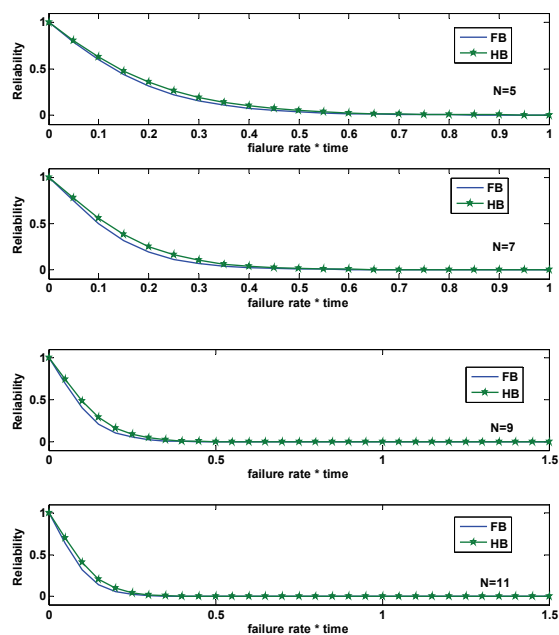 1
FB
HB
Reliability
0.5
N=5
0
0 0.1 0.2 0.3 0.4 0.5 0.6 0.7 0.8 0.9 1
fialure rate * time
1
FB
HB
Reliability
0.5
N=7
0
0 0.1 0.2 0.3 0.4 0.5 0.6 0.7 0.8 0.9 1
failure rate * time
1
FB
HB
Reliability
0.5
N=9
0
0 0.5 1 1.5
failure rate * time
1
FB
HB
Reliability
0.5
N=11
0
0 0.5 1 1.5
failure rate * time